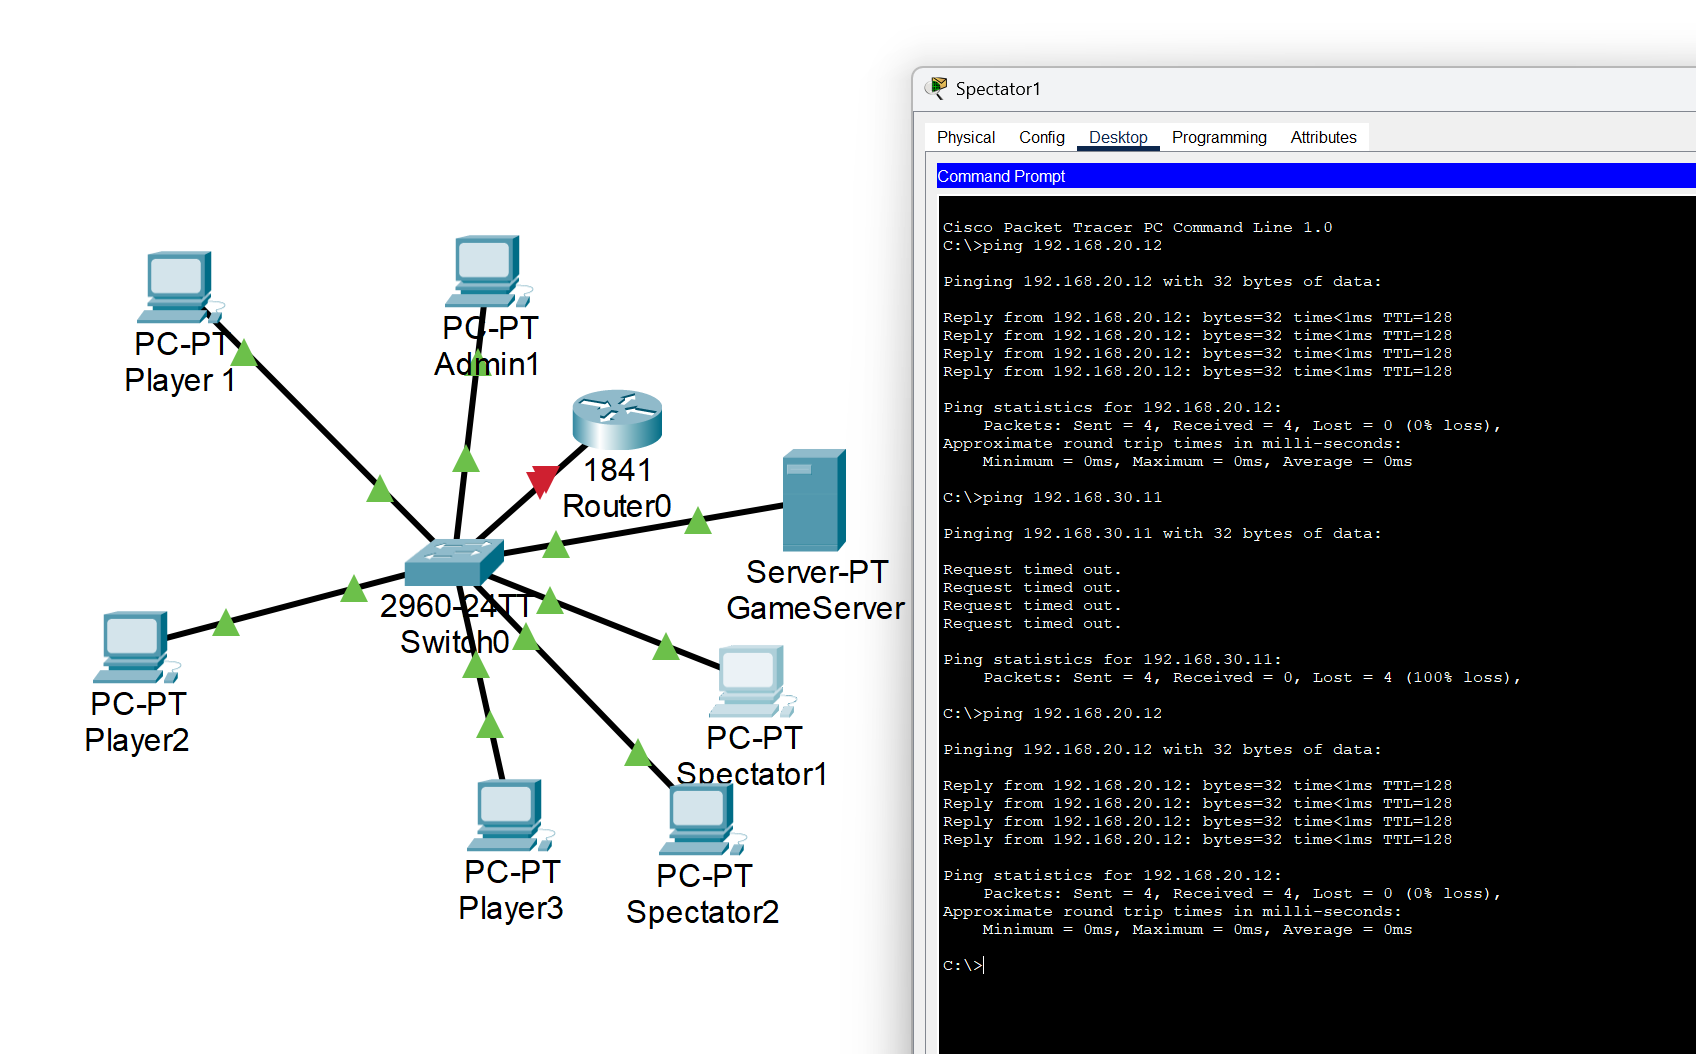 PC-PT
Player 1
PC-PT
Admin1
1841
Router0
Server-PT
GameServer
2960-24TT
Switch0
PC-PT
Player2
PC-PT
Spectator1
PC-PT
Player3
PC-PT
Spectator2
Spectator1
Physical Config Desktop Programming Attributes
Command Prompt
Cisco Packet Tracer PC Command Line 1.0
C:\>ping 192.168.20.12
Pinging 192.168.20.12 with 32 bytes of data:
Reply from 192.168.20.12: bytes=32 time<1ms TTL=128
Reply from 192.168.20.12: bytes=32 time<1ms TTL=128
Reply from 192.168.20.12: bytes=32 time<1ms TTL=128
Reply from 192.168.20.12: bytes=32 time<1ms TTL=128
Ping statistics for 192.168.20.12:
Packets: Sent = 4, Received = 4, Lost = 0 (0% loss),
Approximate round trip times in milli-seconds:
Minimum = 0ms, Maximum = 0ms, Average = 0ms
C:\>ping 192.168.30.11
Pinging 192.168.30.11 with 32 bytes of data:
Request timed out.
Request timed out.
Request timed out.
Request timed out.
Ping statistics for 192.168.30.11:
Packets: Sent = 4, Received = 0, Lost = 4 (100% loss),
C:\>ping 192.168.20.12
Pinging 192.168.20.12 with 32 bytes of data:
Reply from 192.168.20.12: bytes=32 time<1ms TTL=128
Reply from 192.168.20.12: bytes=32 time<1ms TTL=128
Reply from 192.168.20.12: bytes=32 time<1ms TTL=128
Reply from 192.168.20.12: bytes=32 time<1ms TTL=128
Ping statistics for 192.168.20.12:
Packets: Sent = 4, Received = 4, Lost = 0 (0% loss),
Approximate round trip times in milli-seconds:
Minimum = 0ms, Maximum = 0ms, Average = 0ms
C:\>